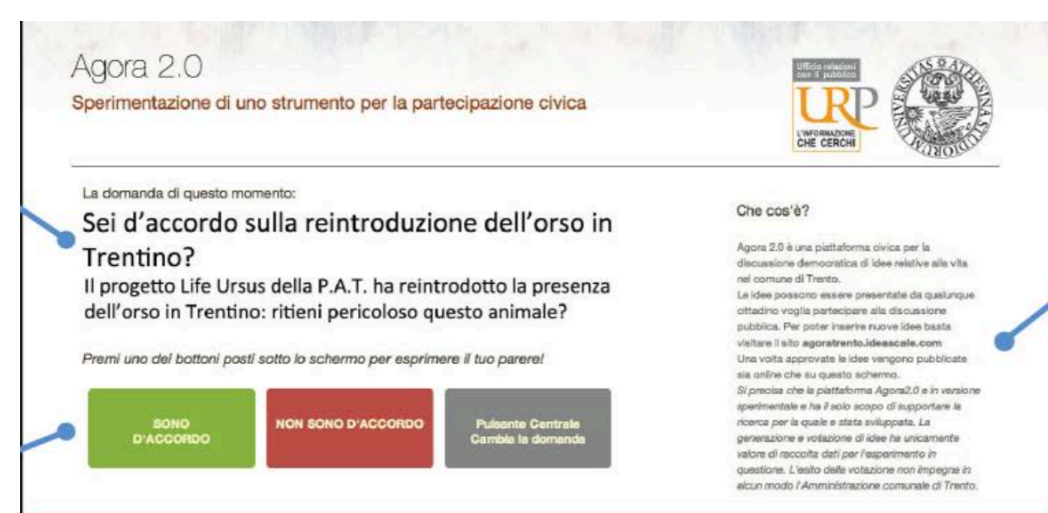 Agora 2.0
Sperimentazione di uno strumento per la partecipazione civica
Ufficio relazioni
con il pubblico
URP
L'INFORMAZIONE
CHE CERCHI
UNIVERSITAS ATHESINA STUDIORUM
La domanda di questo momento:
Sei d'accordo sulla reintroduzione dell'orso in
Trentino?
Il progetto Life Ursus della P.A.T. ha reintrodotto la presenza
dell'orso in Trentino: ritieni pericoloso questo animale?
Premi uno dei bottoni posti sotto lo schermo per esprimere il tuo parere!
SONO
D'ACCORDO
NON SONO D'ACCORDO
Pulsante Centrale
Cambia la domanda
Che cos'è?
Agora 2.0 è una piattaforma civica per la
discussione democratica di idee relative alla vita
nel comune di Trento.
Le idee possono essere presentate da qualunque
cittadino voglia partecipare alla discussione
pubblica. Per poter inserire nuove idee basta
visitare il sito agoratrento.ideascale.com
Una volta approvate le idee vengono pubblicate
sia online che su questo schermo.
Si precisa che la piattaforma Agora2.0 e in versione
sperimentale e ha il solo scopo di supportare la
ricerca per la quale e stata sviluppata. La
generazione e votazione di idee ha unicamente
valore di raccolta dati per l'esperimento in
questione. L'esito della votazione non impegna in
alcun modo l'Amministrazione comunale di Trento.